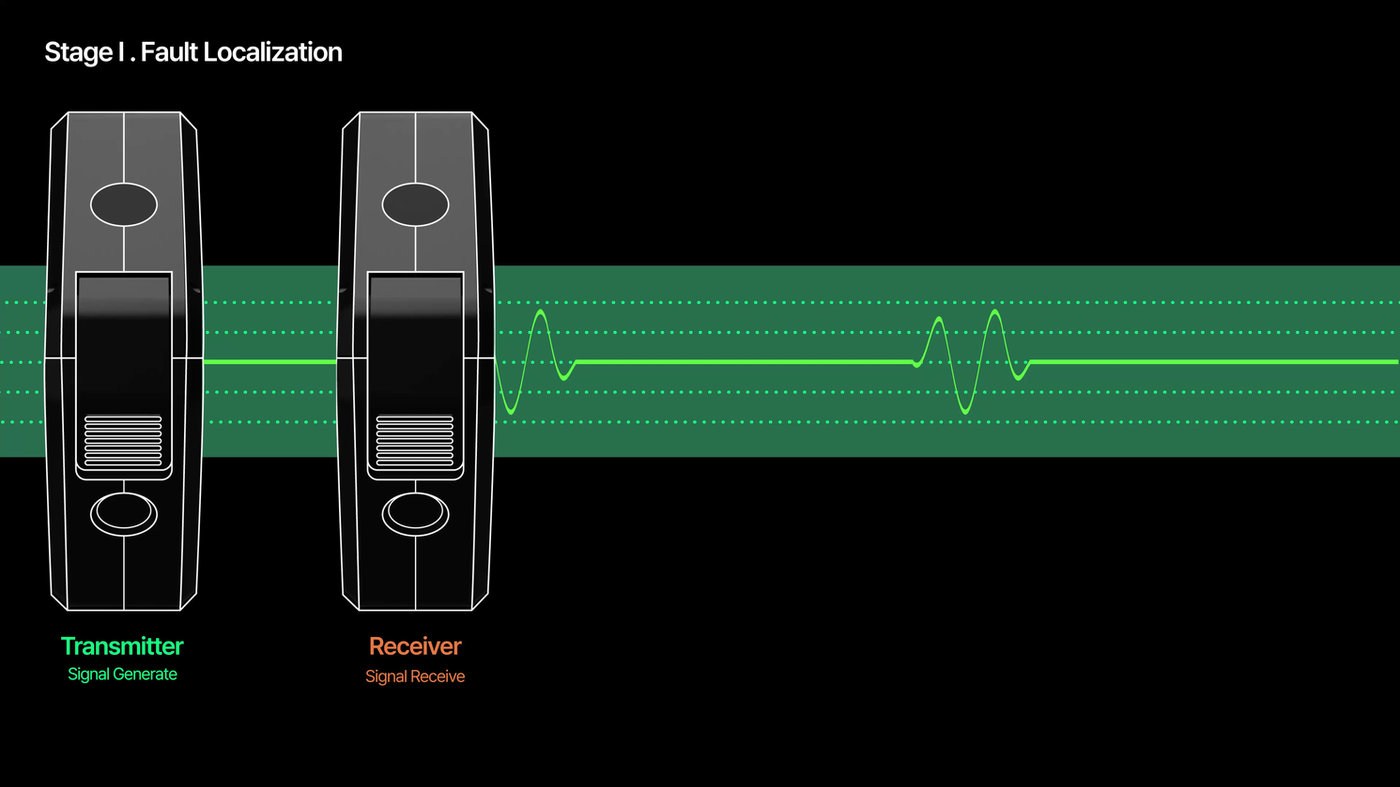 Stage I . Fault Localization
Transmitter
Signal Generate
Receiver
Signal Receive